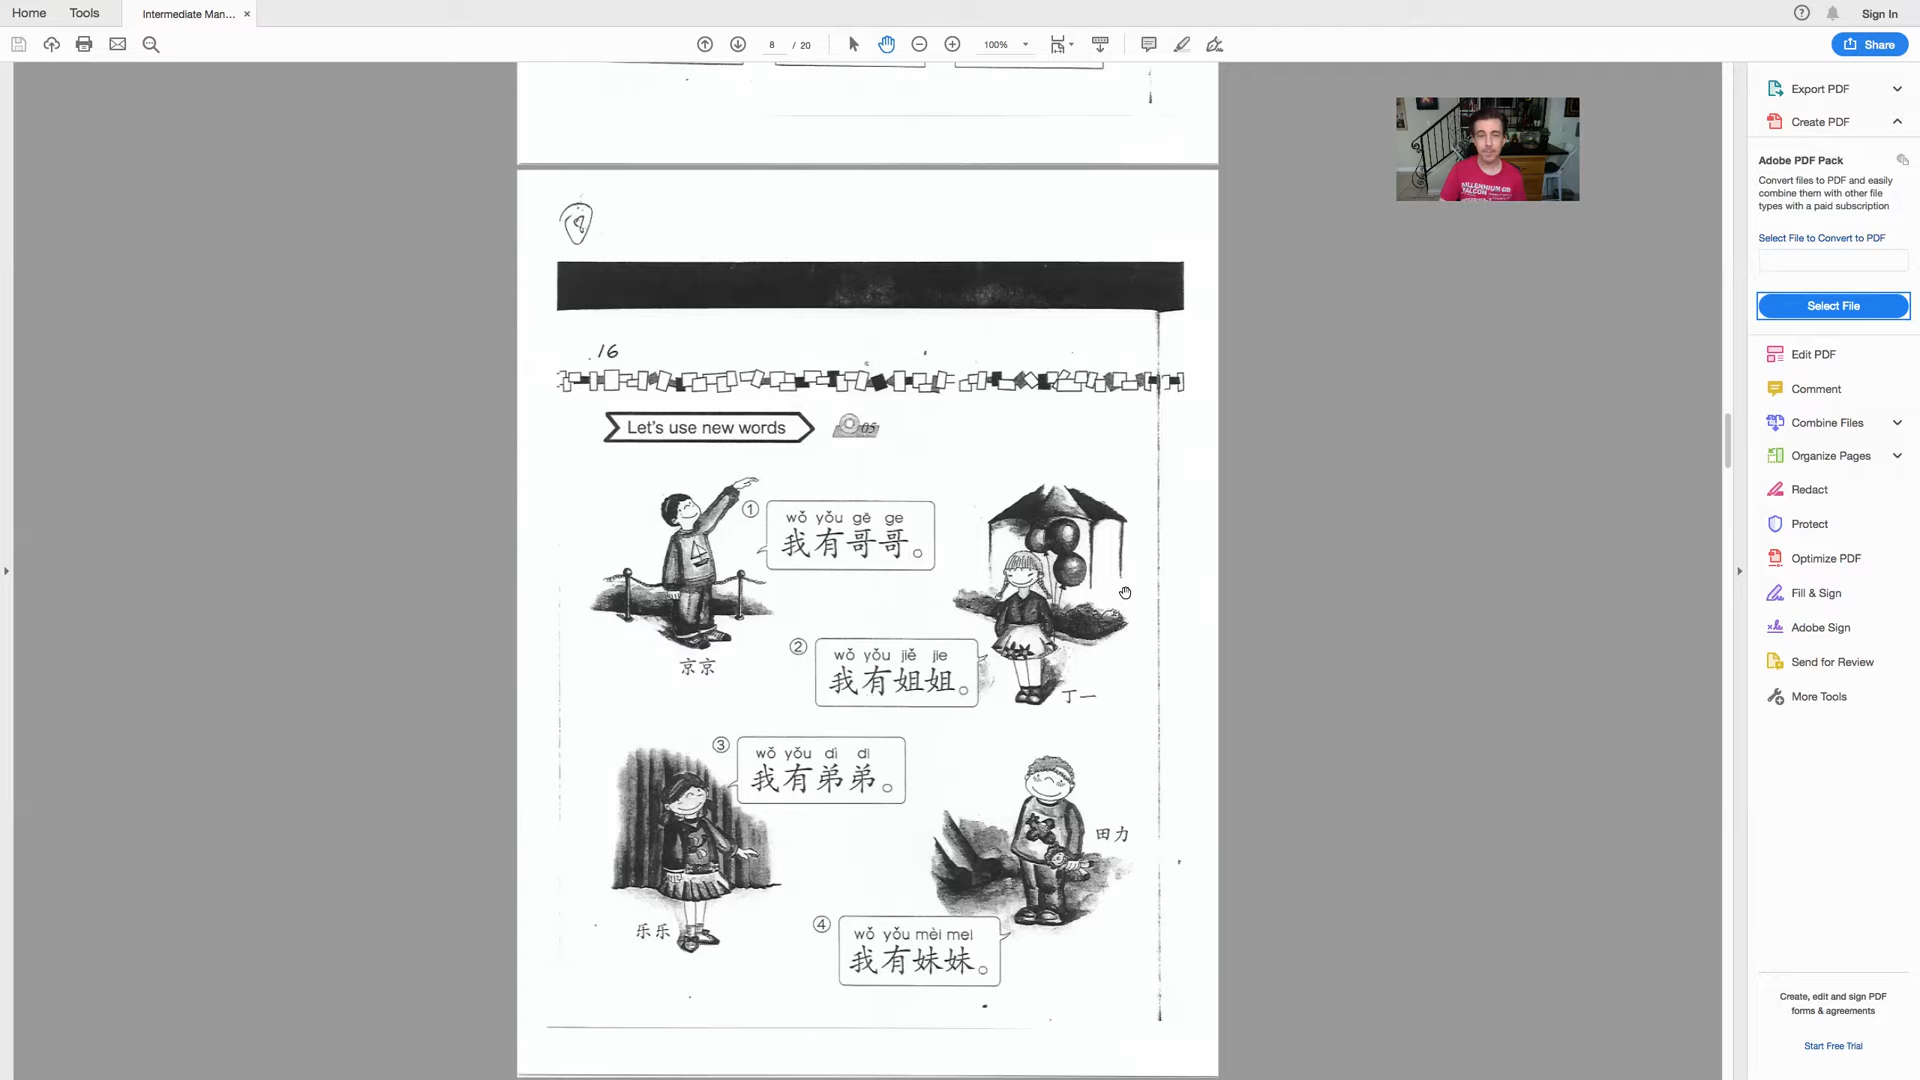 Home Tools Intermediate Man... × Sign In
8 / 20 100% Share
Export PDF
Create PDF
Adobe PDF Pack
Convert files to PDF and easily
combine them with other file
types with a paid subscription
Select File to Convert to PDF
Select File
Edit PDF
Comment
Combine Files
Organize Pages
Redact
Protect
Optimize PDF
Fill & Sign
Adobe Sign
Send for Review
More Tools
Create, edit and sign PDF
forms & agreements
Start Free Trial
MILLENNIUM
FALCON
16
Let's use new words 05
① wǒ yǒu gē ge
我有哥哥。
京京
② wǒ yǒu jiě jie
我有姐姐。
丁一
③ wǒ yǒu dì di
我有弟弟。
乐乐
田力
④ wǒ yǒu mèi mei
我有妹妹。